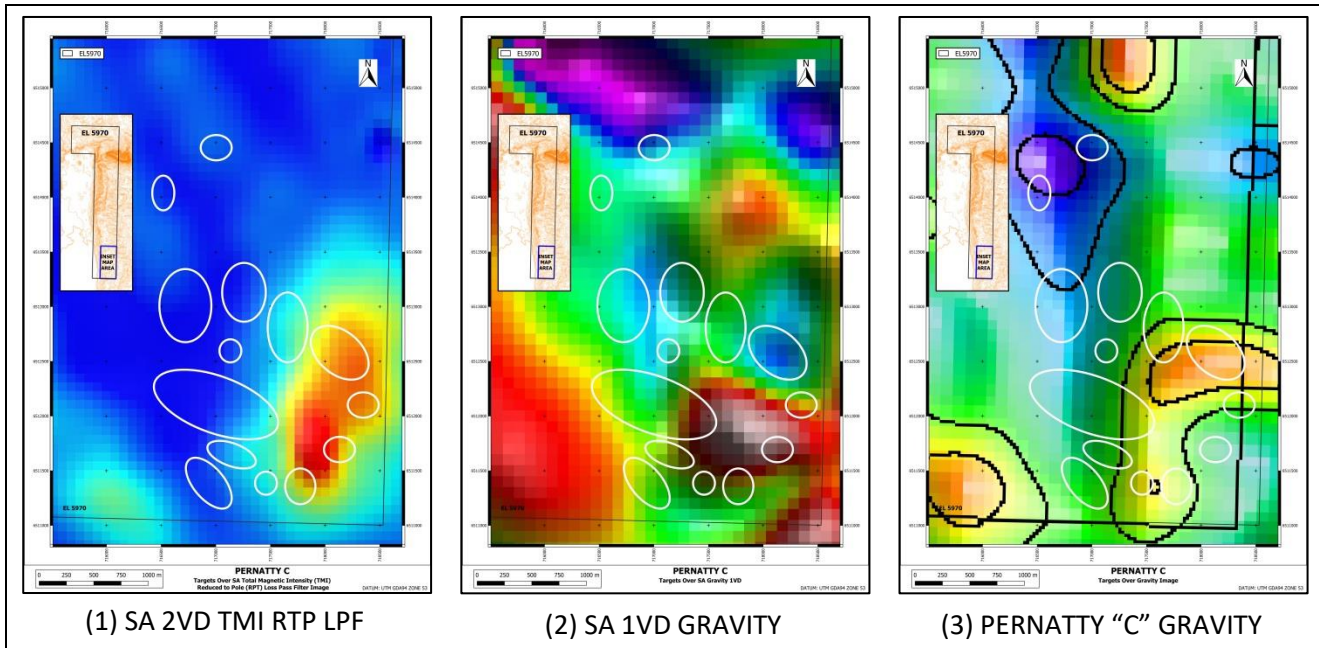 EL5970
N
EL 5970
INSET
MAP
AREA
EL 5970
0 250 500 750 1000 m
PERNATTY C
Targets Over SA Total Magnetic Intensity (TMI)
Reduced to Pole (RPT) Loss Pass Filter Image
DATUM: UTM GDA94 ZONE 53
(1) SA 2VD TMI RTP LPF
EL5970
N
EL 5970
INSET
MAP
AREA
EL 5970
0 250 500 750 1000 m
PERNATTY C
Targets Over SA Gravity 1VD
DATUM: UTM GDA94 ZONE 53
(2) SA 1VD GRAVITY
EL5970
N
EL 5970
INSET
MAP
AREA
EL 5970
0 250 500 750 1000 m
PERNATTY C
Targets Over Gravity Image
DATUM: UTM GDA94 ZONE 53
(3) PERNATTY “C” GRAVITY